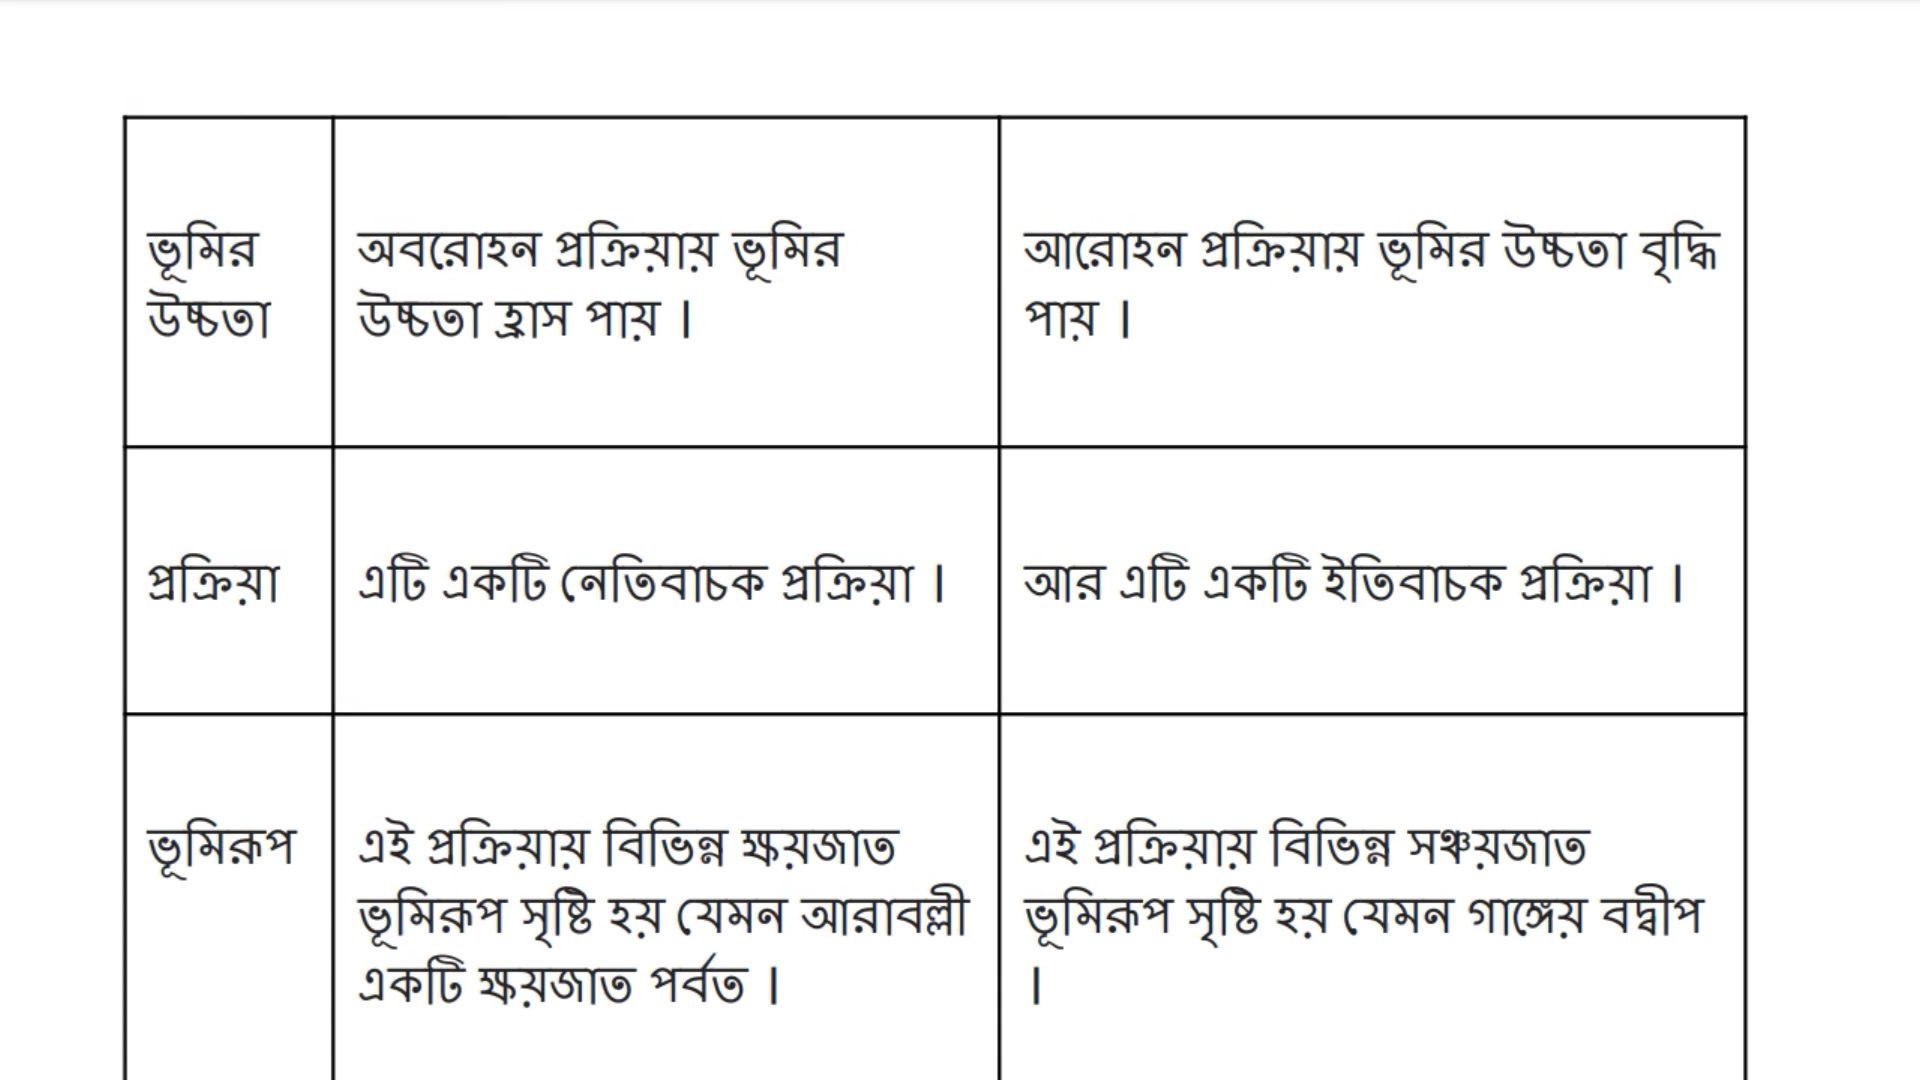 ভূমির
উচ্চতা
অবরোহন প্রক্রিয়ায় ভূমির
উচ্চতা হ্রাস পায় ।
আরোহন প্রক্রিয়ায় ভূমির উচ্চতা বৃদ্ধি
পায় ।
প্রক্রিয়া
এটি একটি নেতিবাচক প্রক্রিয়া ।
আর এটি একটি ইতিবাচক প্রক্রিয়া ।
ভূমিরূপ
এই প্রক্রিয়ায় বিভিন্ন ক্ষয়জাত
ভূমিরূপ সৃষ্টি হয় যেমন আরাবল্লী
একটি ক্ষয়জাত পর্বত ।
এই প্রক্রিয়ায় বিভিন্ন সঞ্চয়জাত
ভূমিরূপ সৃষ্টি হয় যেমন গাঙ্গেয় বদ্বীপ
।